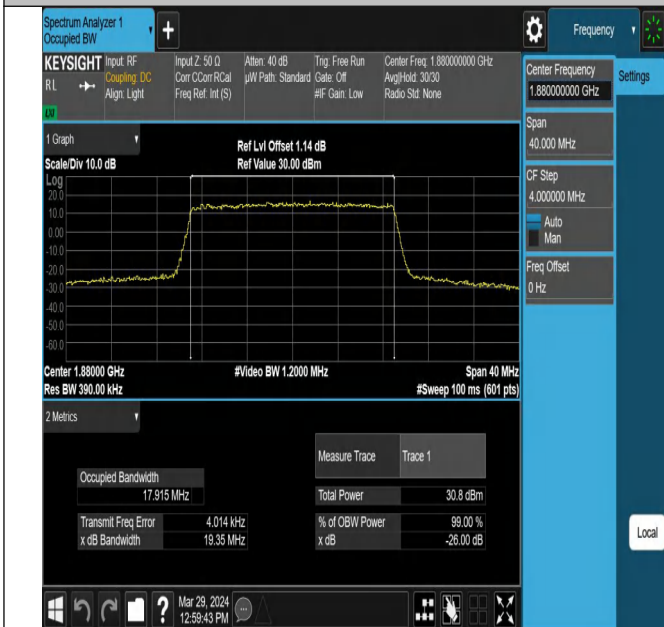 Spectrum Analyzer 1
Occupied BW
+
Frequency
KEYSIGHT
RL
LXI
Input: RF
Coupling: DC
Align: Light
Input Z: 50 Ω
Corr CCorr RCal
Freq Ref: Int (S)
Atten: 40 dB
µW Path: Standard
Trig: Free Run
Gate: Off
#IF Gain: Low
Center Freq: 1.880000000 GHz
Avg|Hold: 30/30
Radio Std: None
1 Graph
Scale/Div 10.0 dB
Ref Lvl Offset 1.14 dB
Ref Value 30.00 dBm
Log
20.0
10.0
0.00
-10.0
-20.0
-30.0
-40.0
-50.0
-60.0
Center 1.88000 GHz
Res BW 390.00 kHz
#Video BW 1.2000 MHz
Span 40 MHz
#Sweep 100 ms (601 pts)
2 Metrics
Occupied Bandwidth
17.915 MHz
Transmit Freq Error 4.014 kHz
x dB Bandwidth 19.35 MHz
Measure Trace Trace 1
Total Power 30.8 dBm
% of OBW Power 99.00 %
x dB -26.00 dB
Center Frequency
1.880000000 GHz
Settings
Span
40.000 MHz
CF Step
4.000000 MHz
Auto
Man
Freq Offset
0 Hz
Local
?
Mar 29, 2024
12:59:43 PM